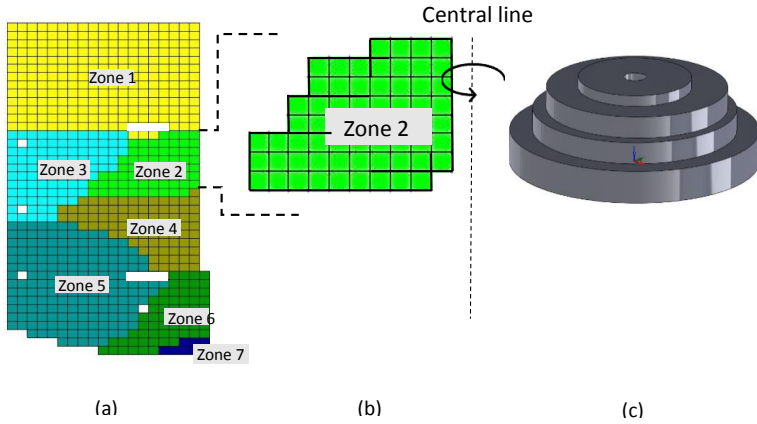 Central line
Zone 1
Zone 2
Zone 3
Zone 2
Zone 4
Zone 5
Zone 6
Zone 7
(a)
(b)
(c)